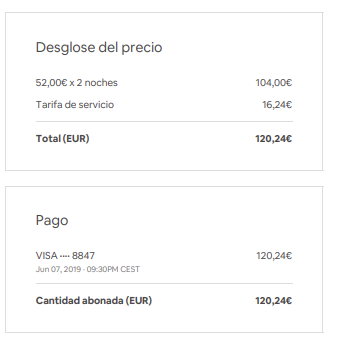 Desglose del precio
52,00€ x 2 noches 104,00€
Tarifa de servicio 16,24€
Total (EUR) 120,24€
Pago
VISA ···· 8847 120,24€
Jun 07, 2019 · 09:30PM CEST
Cantidad abonada (EUR) 120,24€